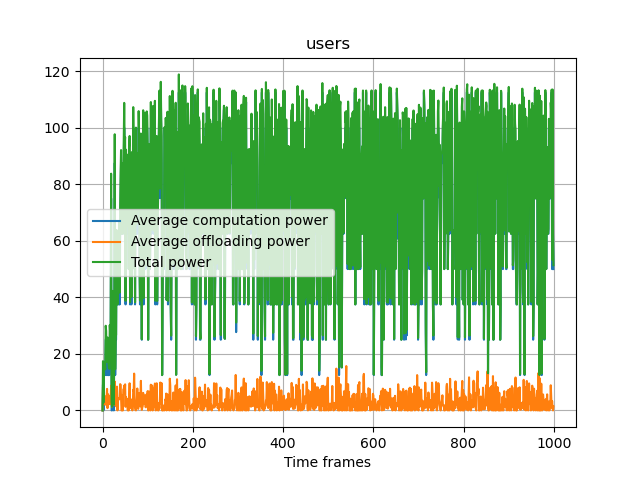 users
120
100
80
60
40
20
0
Average computation power
Average offloading power
Total power
0 200 400 600 800 1000
Time frames